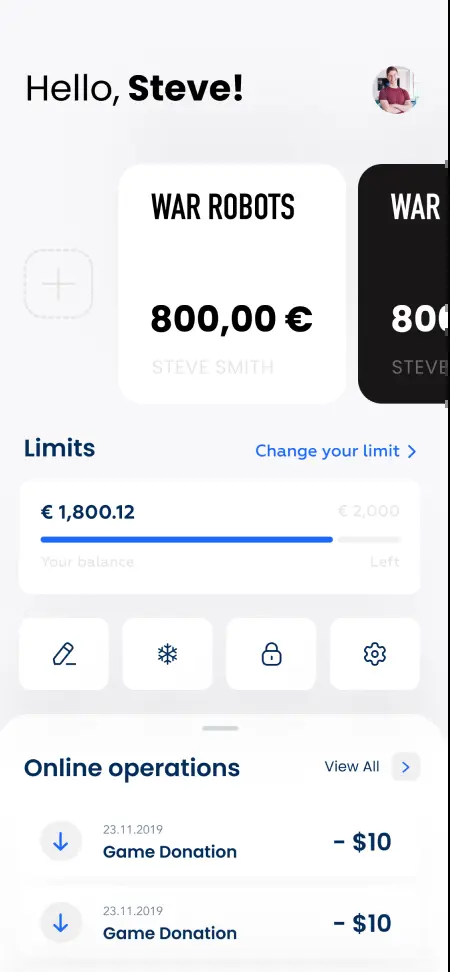 Hello, Steve!
WAR ROBOTS
800,00 €
STEVE SMITH
WAR
80
STEVE
Limits
Change your limit
€ 1,800.12
€ 2,000
Your balance
Left
Online operations
View All
23.11.2019
Game Donation
- $10
23.11.2019
Game Donation
- $10